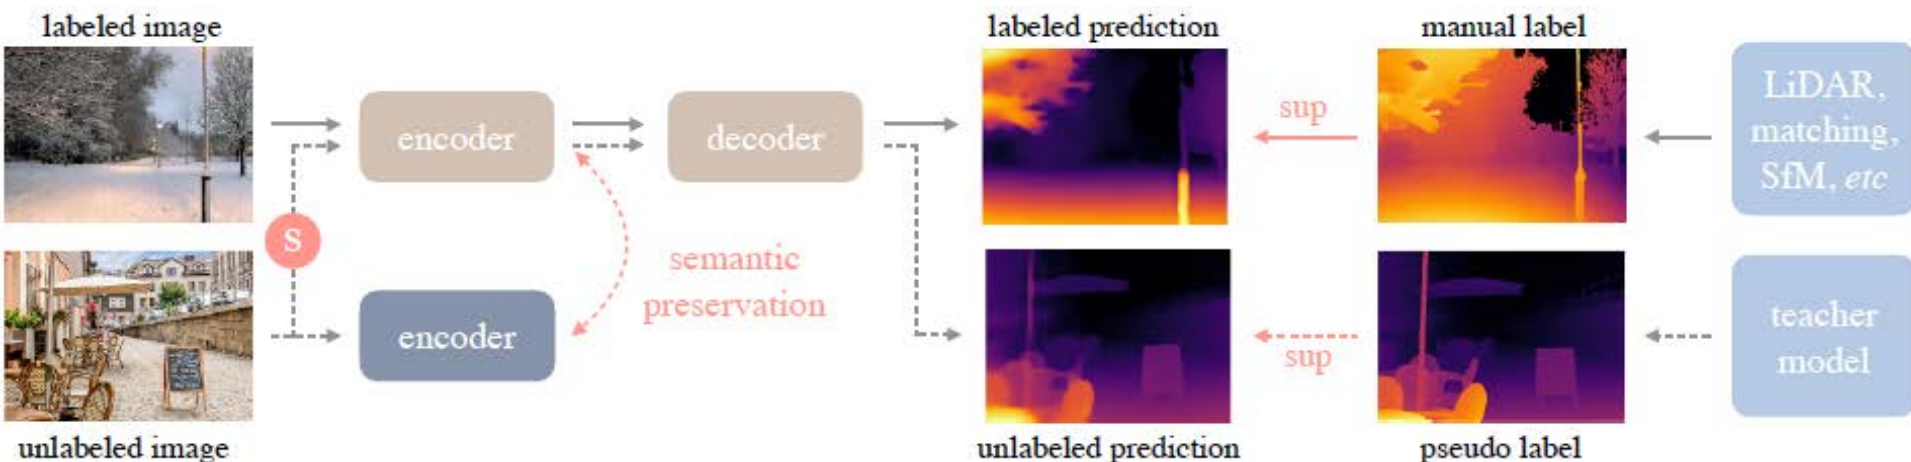 labeled image
labeled prediction
manual label
encoder
decoder
sup
LiDAR,
matching,
SfM, etc
S
semantic
preservation
encoder
sup
teacher
model
unlabeled image
unlabeled prediction
pseudo label